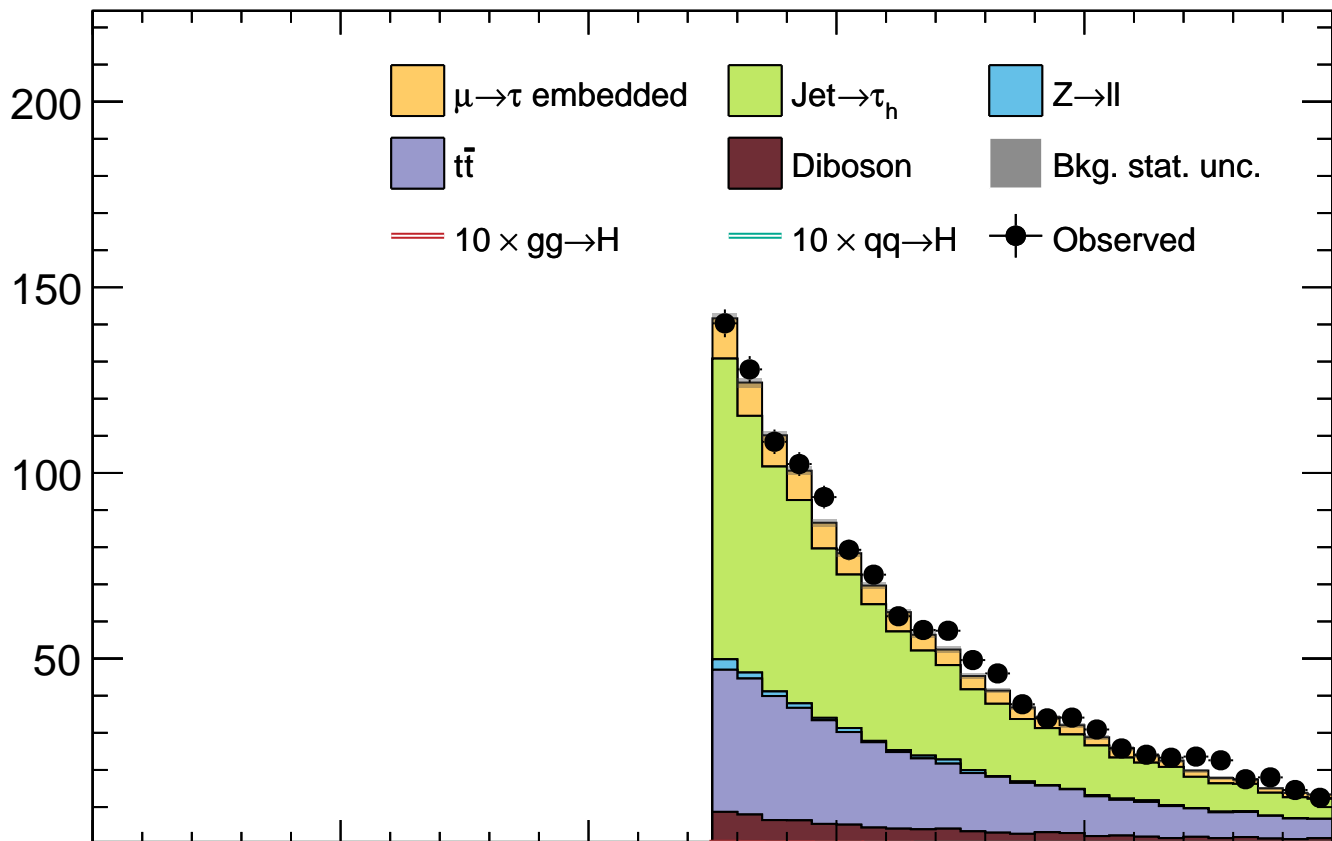 200
μ→τ embedded Jet→τh Z→ll
tt̄ Diboson Bkg. stat. unc.
10 × gg→H 10 × qq→H Observed
150
100
50